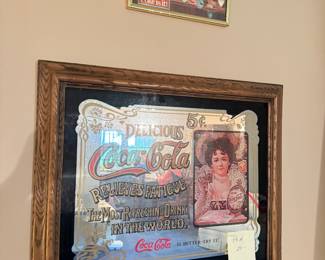 5¢
DELICIOUS
Coca-Cola
RELIEVES FATIGUE
THE MOST REFRESHING DRINK
IN THE WORLD.
Coca-Cola